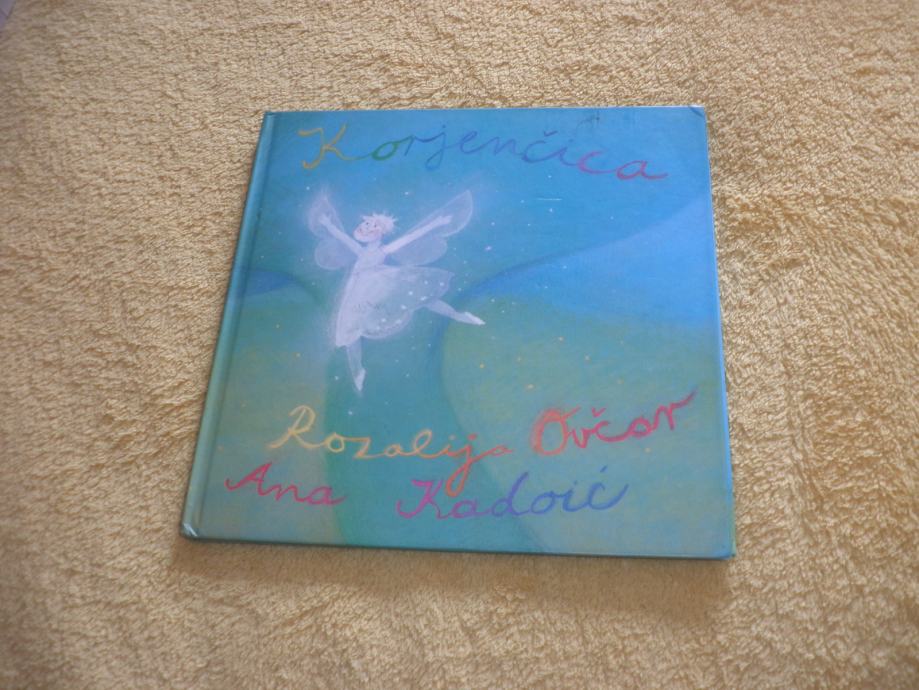 Korjenčica
Rozalija Ovčar
Ana Kadoić